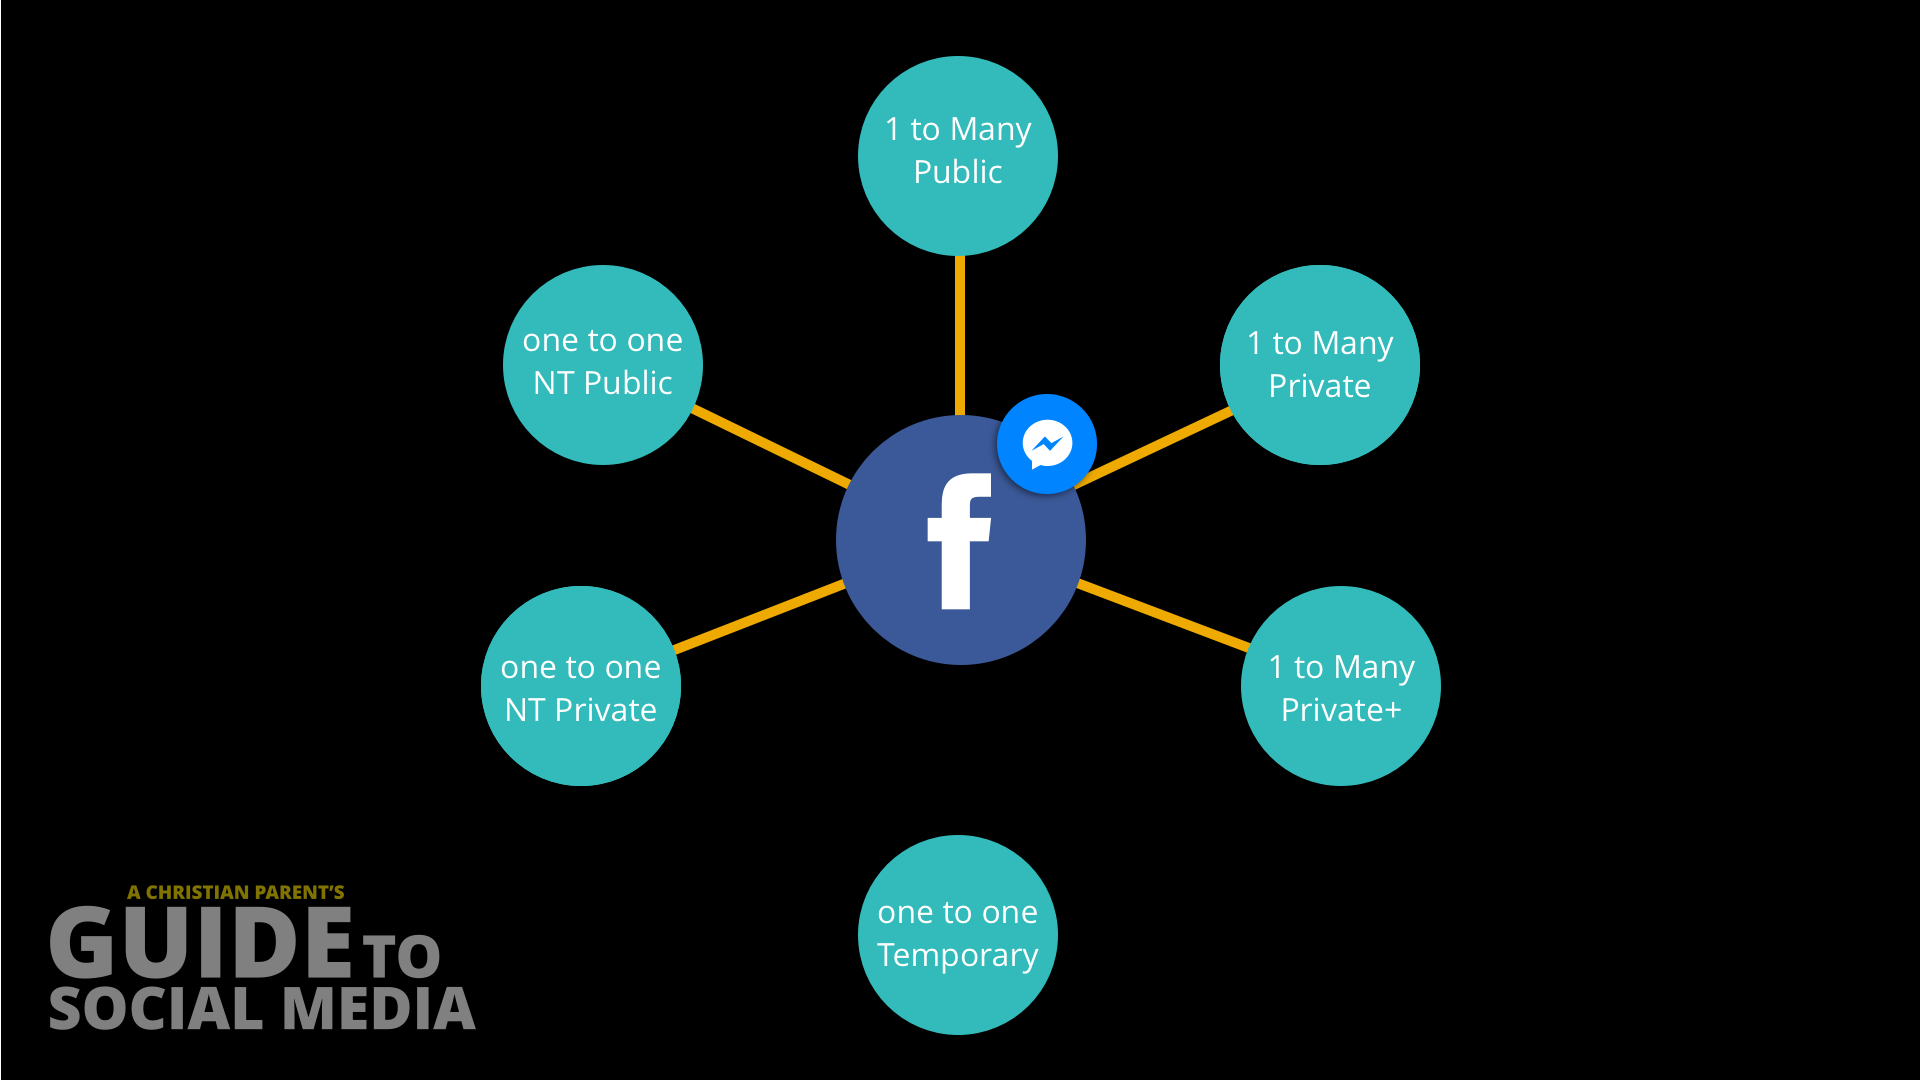 1 to Many
Public
one to one
NT Public
1 to Many
Private
f
one to one
NT Private
1 to Many
Private+
one to one
Temporary
A CHRISTIAN PARENT'S
GUIDE TO
SOCIAL MEDIA